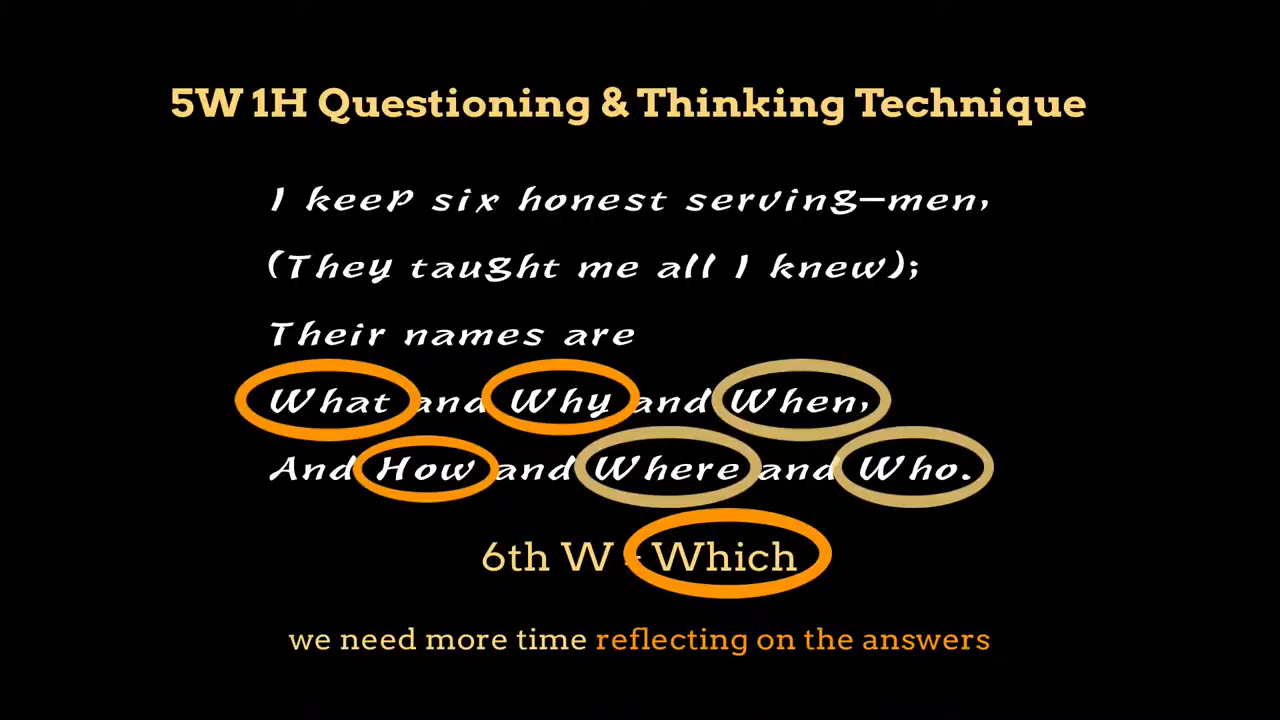 5W 1H Questioning & Thinking Technique
I keep six honest serving-men,
(They taught me all I knew);
Their names are
What and Why and When,
And How and Where and Who.
6th W - Which
we need more time reflecting on the answers